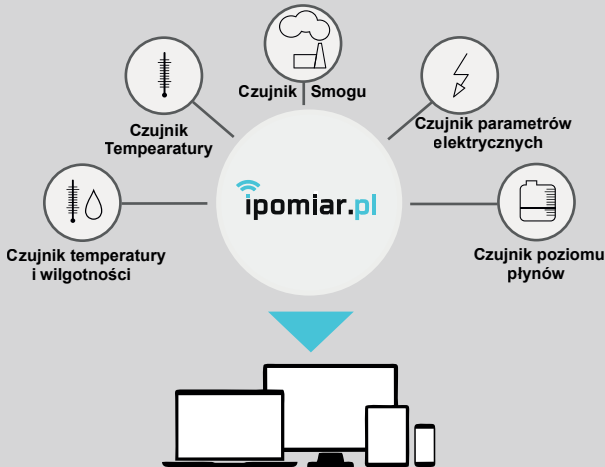 Czujnik Smogu
Czujnik
Tempearatury
Czujnik parametrów
elektrycznych
ipomiar.pl
Czujnik temperatury
i wilgotności
Czujnik poziomu
płynów